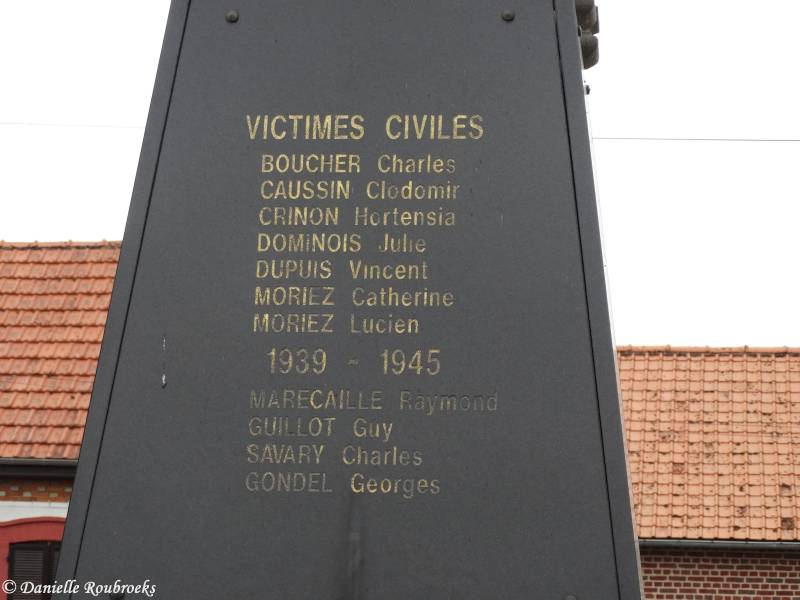 VICTIMES CIVILES
BOUCHER Charles
CAUSSIN Clodomir
CRINON Hortensia
DOMINOIS Julie
DUPUIS Vincent
MORIEZ Catherine
MORIEZ Lucien
1939 - 1945
MARECAILLE Raymond
GUILLOT Guy
SAVARY Charles
GONDEL Georges
© Danielle Roubroeks